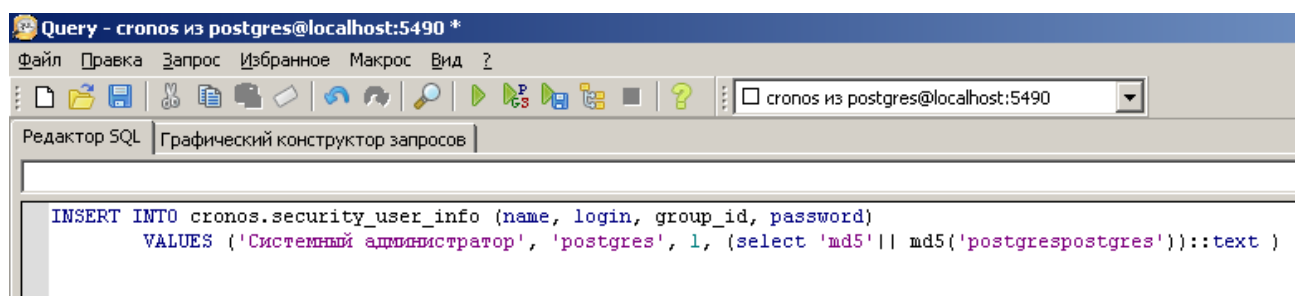 Query - cronos из postgres@localhost:5490 *
Файл Правка Запрос Избранное Макрос Вид ?
cronos из postgres@localhost:5490
Редактор SQL Графический конструктор запросов
INSERT INTO cronos.security_user_info (name, login, group_id, password)
VALUES ('Системный администратор', 'postgres', 1, (select 'md5'|| md5('postgrespostgres'))::text )